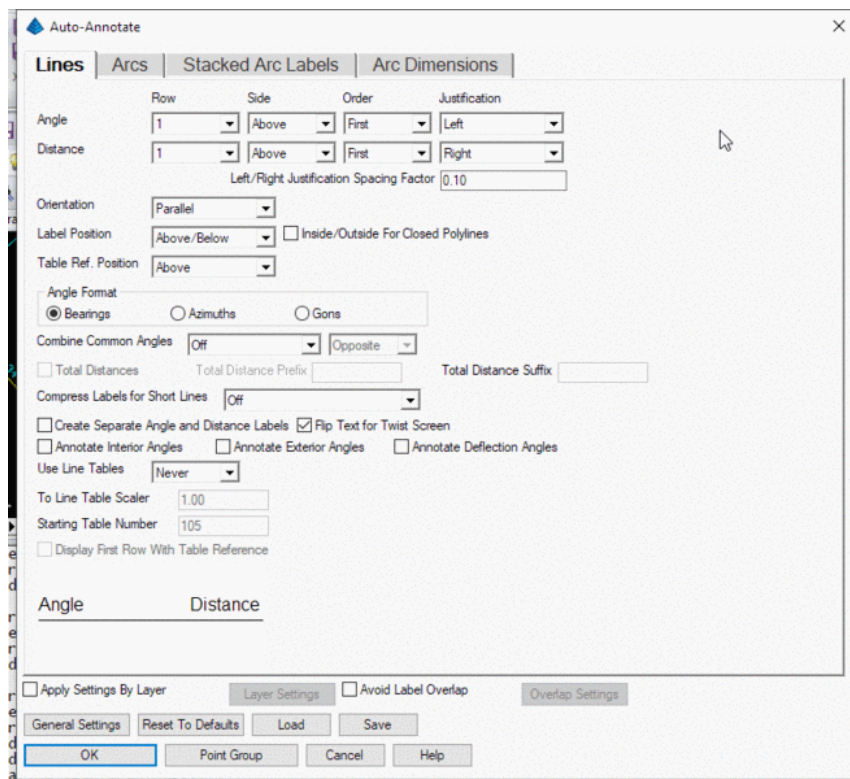 Auto-Annotate
Lines Arcs Stacked Arc Labels Arc Dimensions
Row Side Order Justification
Angle 1 Above First Left
Distance 1 Above First Right
Left/Right Justification Spacing Factor 0.10
Orientation Parallel
Label Position Above/Below Inside/Outside For Closed Polylines
Table Ref. Position Above
Angle Format
Bearings Azimuths Gons
Combine Common Angles Off Opposite
Total Distances Total Distance Prefix Total Distance Suffix
Compress Labels for Short Lines Off
Create Separate Angle and Distance Labels Flip Text for Twist Screen
Annotate Interior Angles Annotate Exterior Angles Annotate Deflection Angles
Use Line Tables Never
To Line Table Scaler 1.00
Starting Table Number 105
Display First Row With Table Reference
Angle Distance
Apply Settings By Layer Layer Settings Avoid Label Overlap Overlap Settings
General Settings Reset To Defaults Load Save
OK Point Group Cancel Help